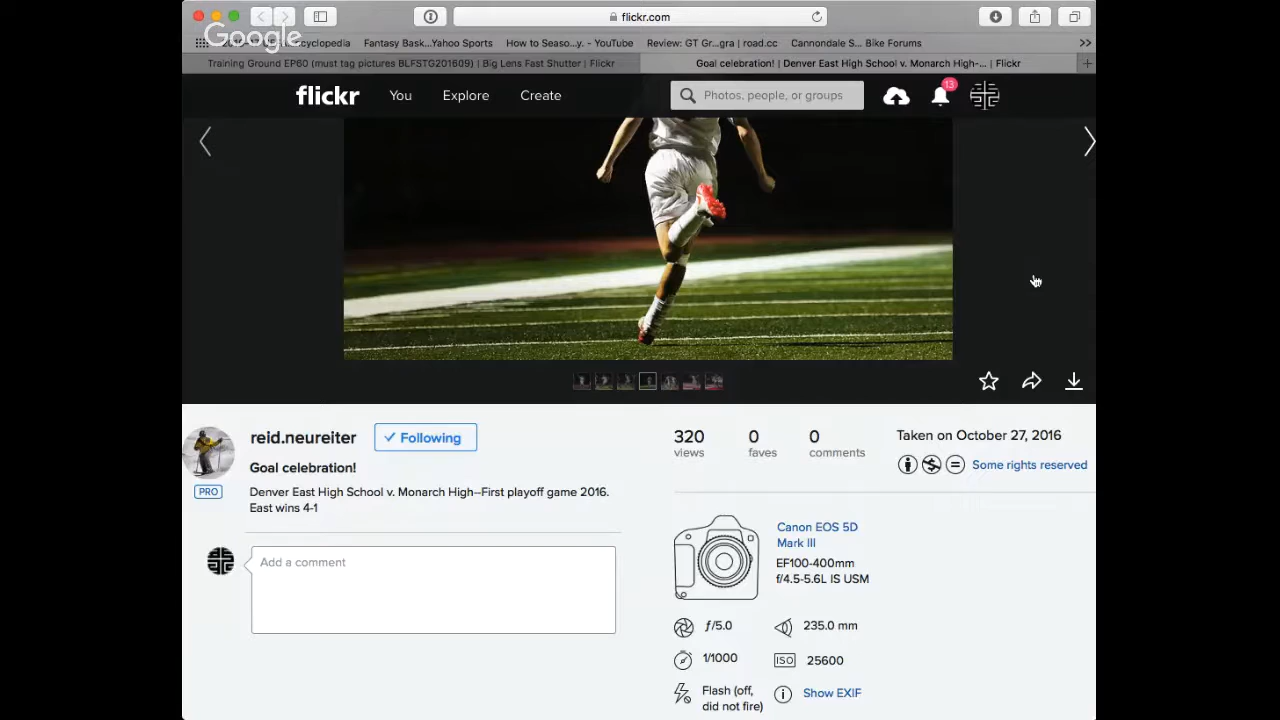 flickr.com
Google
cyclopedia Fantasy Bask...Yahoo Sports How to Seaso...y. - YouTube Review: GT Gr...gra | road.cc Cannondale S... Bike Forums >>
Training Ground EP60 (must tag pictures BLFSTG201609) | Big Lens Fast Shutter | Flickr Goal celebration! | Denver East High School v. Monarch High-... | Flickr +
flickr You Explore Create Photos, people, or groups 13
reid.neureiter Following
PRO
Goal celebration!
Denver East High School v. Monarch High--First playoff game 2016.
East wins 4-1
Add a comment
320 0 0
views faves comments
Taken on October 27, 2016
Some rights reserved
Canon EOS 5D
Mark III
EF100-400mm
f/4.5-5.6L IS USM
ƒ/5.0 235.0 mm
1/1000 ISO 25600
Flash (off,
did not fire)
Show EXIF